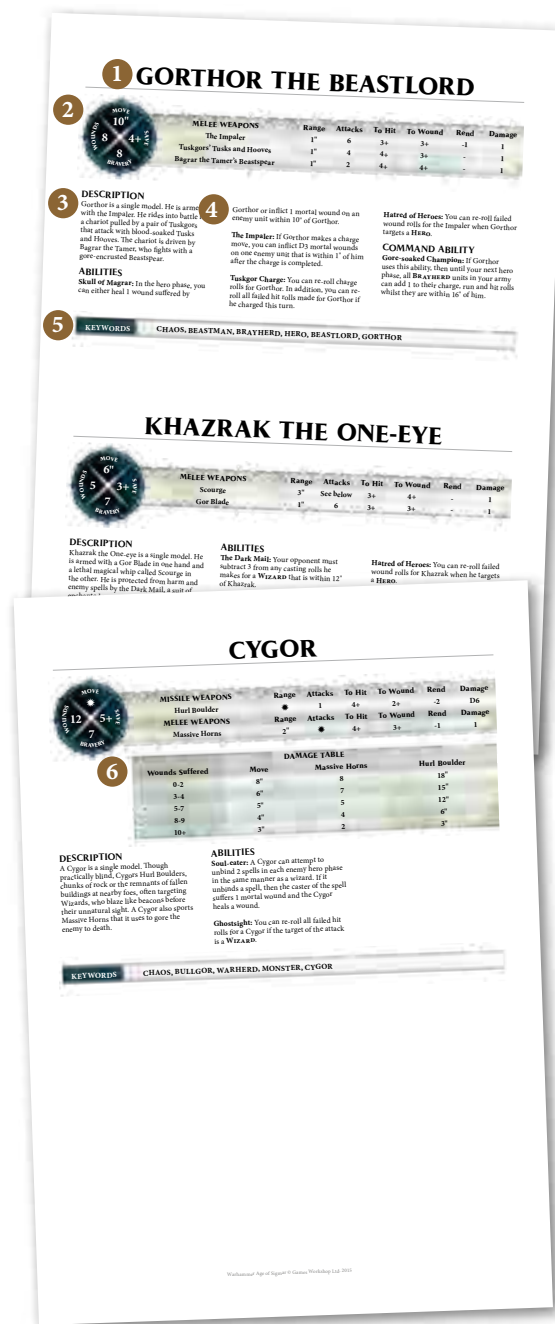 1 GORTHOR THE BEASTLORD
2
MOVE
10"
WOUNDS 8 4+ SAVE
8
BRAVERY
MELEE WEAPONS Range Attacks To Hit To Wound Rend Damage
The Impaler 1" 6 3+ 3+ -1 1
Tuskgors' Tusks and Hooves 1" 4 4+ 3+ - 1
Bagrar the Tamer's Beastspear 1" 2 4+ 4+ - 1
3
DESCRIPTION
Gorthor is a single model. He is armed
with the Impaler. He rides into battle
a chariot pulled by a pair of Tuskgors
that attack with blood-soaked Tusks
and Hooves. The chariot is driven by
Bagrar the Tamer, who fights with a
gore-encrusted Beastspear.
ABILITIES
Skull of Magrar: In the hero phase, you
can either heal 1 wound suffered by
4
Gorthor or inflict 1 mortal wound on an
enemy unit within 10" of Gorthor.
The Impaler: If Gorthor makes a charge
move, you can inflict D3 mortal wounds
on one enemy unit that is within 1" of him
after the charge is completed.
Tuskgor Charge: You can re-roll charge
rolls for Gorthor. In addition, you can re-
roll all failed hit rolls made for Gorthor if
he charged this turn.
Hatred of Heroes: You can re-roll failed
wound rolls for the Impaler when Gorthor
targets a HERO.
COMMAND ABILITY
Gore-soaked Champion: If Gorthor
uses this ability, then until your next hero
phase, all BRAYHERD units in your army
can add 1 to their charge, run and hit rolls
whilst they are within 16" of him.
5
KEYWORDS CHAOS, BEASTMAN, BRAYHERD, HERO, BEASTLORD, GORTHOR
KHAZRAK THE ONE-EYE
MOVE
6"
WOUNDS 5 3+ SAVE
7
BRAVERY
MELEE WEAPONS Range Attacks To Hit To Wound Rend Damage
Scourge 3" See below 3+ 4+ - 1
Gor Blade 1" 6 3+ 3+ - 1
DESCRIPTION
Khazrak the One-eye is a single model. He
is armed with a Gor Blade in one hand and
a lethal magical whip called Scourge in
the other. He is protected from harm and
enemy spells by the Dark Mail, a suit of
ABILITIES
The Dark Mail: Your opponent must
subtract 3 from any casting rolls he
makes for a WIZARD that is within 12"
of Khazrak.
Hatred of Heroes: You can re-roll failed
wound rolls for Khazrak when he targets
a HERO.
CYGOR
MOVE
✹
WOUNDS 12 5+ SAVE
7
BRAVERY
MISSILE WEAPONS Range Attacks To Hit To Wound Rend Damage
Hurl Boulder ✹ 1 4+ 2+ -2 D6
MELEE WEAPONS Range Attacks To Hit To Wound Rend Damage
Massive Horns 2" ✹ 4+ 3+ -1 1
6
DAMAGE TABLE
Wounds Suffered Move Massive Horns Hurl Boulder
0-2 8" 8 18"
3-4 6" 7 15"
5-7 5" 5 12"
8-9 4" 4 6"
10+ 3" 2 3"
DESCRIPTION
A Cygor is a single model. Though
practically blind, Cygors Hurl Boulders,
chunks of rock or the remnants of fallen
buildings at nearby foes, often targeting
Wizards, who blaze like beacons before
their unnatural sight. A Cygor also sports
Massive Horns that it uses to gore the
enemy to death.
ABILITIES
Soul-eater: A Cygor can attempt to
unbind 2 spells in each enemy hero phase
in the same manner as a wizard. If it
unbinds a spell, then the caster of the spell
suffers 1 mortal wound and the Cygor
heals a wound.
Ghostsight: You can re-roll all failed hit
rolls for a Cygor if the target of the attack
is a WIZARD.
KEYWORDS CHAOS, BULLGOR, WARHERD, MONSTER, CYGOR
Warhammer: Age of Sigmar © Games Workshop Ltd. 2015